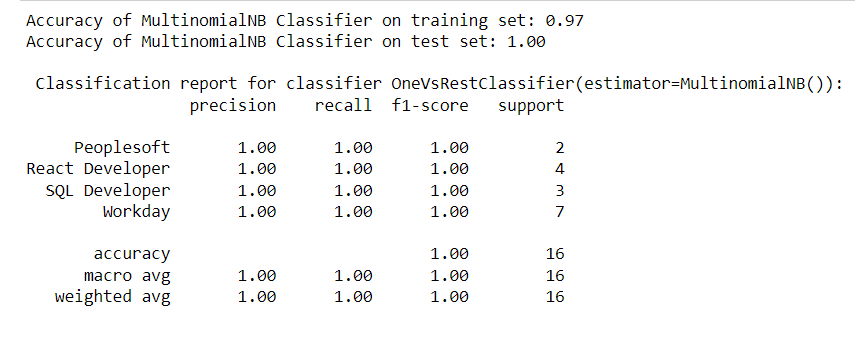 Accuracy of MultinomialNB Classifier on training set: 0.97
Accuracy of MultinomialNB Classifier on test set: 1.00
Classification report for classifier OneVsRestClassifier(estimator=MultinomialNB()):
precision recall f1-score support
Peoplesoft 1.00 1.00 1.00 2
React Developer 1.00 1.00 1.00 4
SQL Developer 1.00 1.00 1.00 3
Workday 1.00 1.00 1.00 7
accuracy 1.00 16
macro avg 1.00 1.00 1.00 16
weighted avg 1.00 1.00 1.00 16